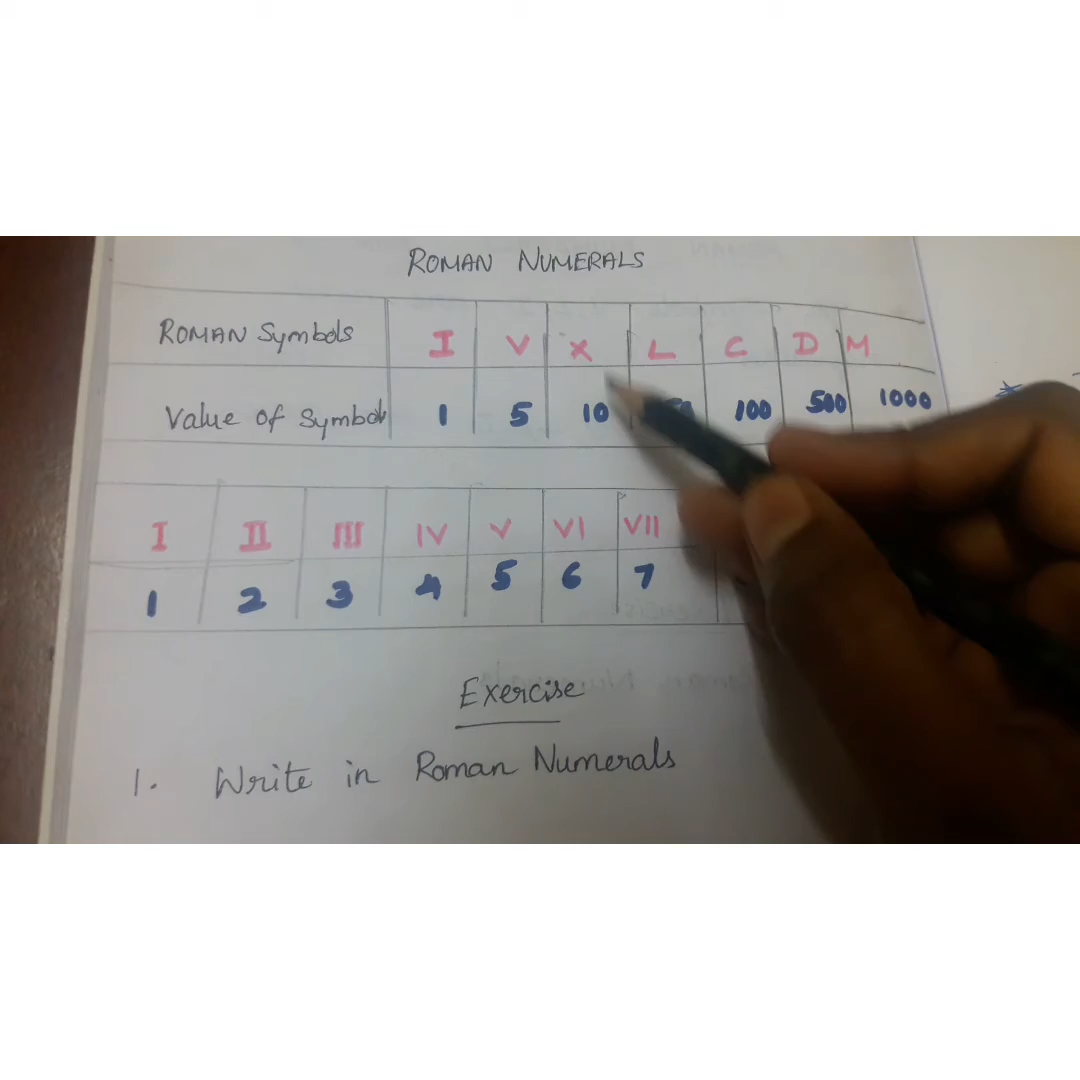 ROMAN NUMERALS
ROMAN Symbols I V X L C D M
Value of Symbol 1 5 10 100 500 1000
I II III IV V VI VII
1 2 3 4 5 6 7
Exercise
1. Write in Roman Numerals